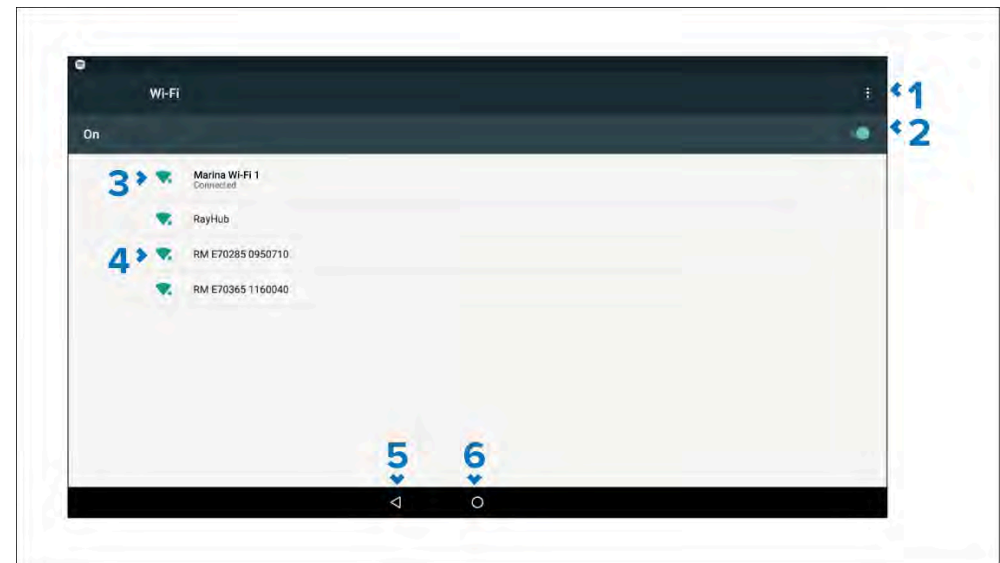 Wi-Fi
1
On
2
3
Marina Wi-Fi 1
Connected
RayHub
4
RM E70285 0950710
RM E70365 1160040
5 6